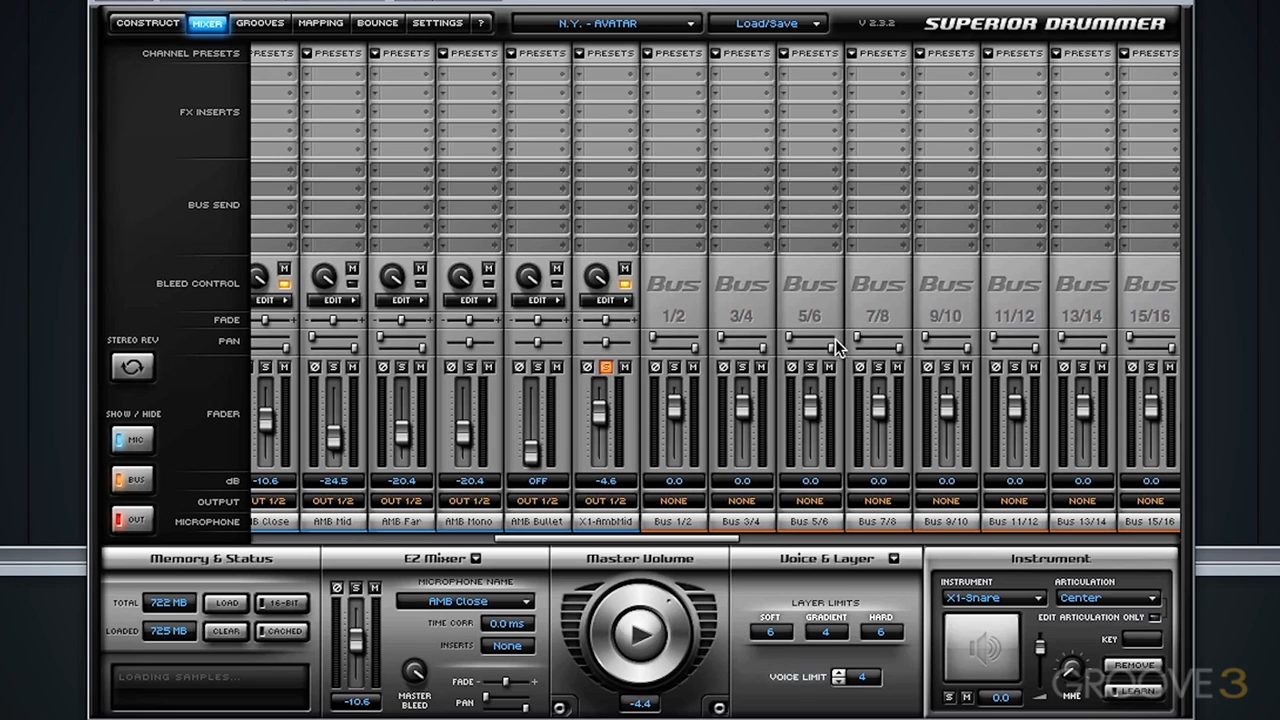 CONSTRUCT MIXER GROOVES MAPPING BOUNCE SETTINGS ? N.Y. - AVATAR Load/Save V 2.3.2 SUPERIOR DRUMMER
CHANNEL PRESETS RESETS PRESETS PRESETS PRESETS PRESETS PRESETS PRESETS PRESETS PRESETS PRESETS PRESETS PRESETS PRESETS PRESETS
FX INSERTS
BUS SEND
M M M M M M
BLEED CONTROL Bus Bus Bus Bus Bus Bus Bus Bus
EDIT EDIT EDIT EDIT EDIT EDIT
FADE 1/2 3/4 5/6 7/8 9/10 11/12 13/14 15/16
STEREO REV PAN
S M Ø S M Ø S M Ø S M Ø S M Ø S M Ø S M Ø S M Ø S M Ø S M Ø S M Ø S M Ø S M Ø S M
SHOW / HIDE FADER
MIC
BUS dB -10.6 -24.5 -20.4 -20.4 OFF -4.6 0.0 0.0 0.0 0.0 0.0 0.0 0.0 0.0
OUTPUT OUT 1/2 OUT 1/2 OUT 1/2 OUT 1/2 OUT 1/2 OUT 1/2 NONE NONE NONE NONE NONE NONE NONE NONE
OUT MICROPHONE B Close AMB Mid AMB Far AMB Mono AMB Bullet X1-AmbMid Bus 1/2 Bus 3/4 Bus 5/6 Bus 7/8 Bus 9/10 Bus 11/12 Bus 13/14 Bus 15/16
Memory & Status EZ Mixer Master Volume Voice & Layer Instrument
TOTAL 722 MB LOAD 16-BIT
LOADED 725 MB CLEAR CACHED
LOADING SAMPLES...
Ø S M MICROPHONE NAME
AMB Close
TIME CORR 0.0 ms
INSERTS None
FADE - +
MASTER BLEED PAN
-10.6
-4.4
LAYER LIMITS
SOFT GRADIENT HARD
6 4 6
VOICE LIMIT 4
INSTRUMENT ARTICULATION
X1-Snare Center
EDIT ARTICULATION ONLY
KEY
REMOVE
LEARN
S M 0.0
GROOVE 3